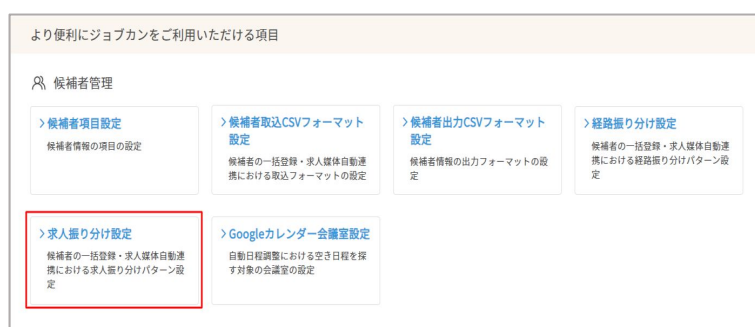 より便利にジョブカンをご利用いただける項目
候補者管理
>候補者項目設定
候補者情報の項目の設定
>候補者取込CSVフォーマット
設定
候補者の一括登録・求人媒体自動連
携における取込フォーマットの設定
>候補者出力CSVフォーマット
設定
候補者情報の出力フォーマットの設
定
>経路振り分け設定
候補者の一括登録・求人媒体自動連
携における経路振り分けパターン設
定
>求人振り分け設定
候補者の一括登録・求人媒体自動連
携における求人振り分けパターン設
定
>Googleカレンダー会議室設定
自動日程調整における空き日程を探
す対象の会議室の設定